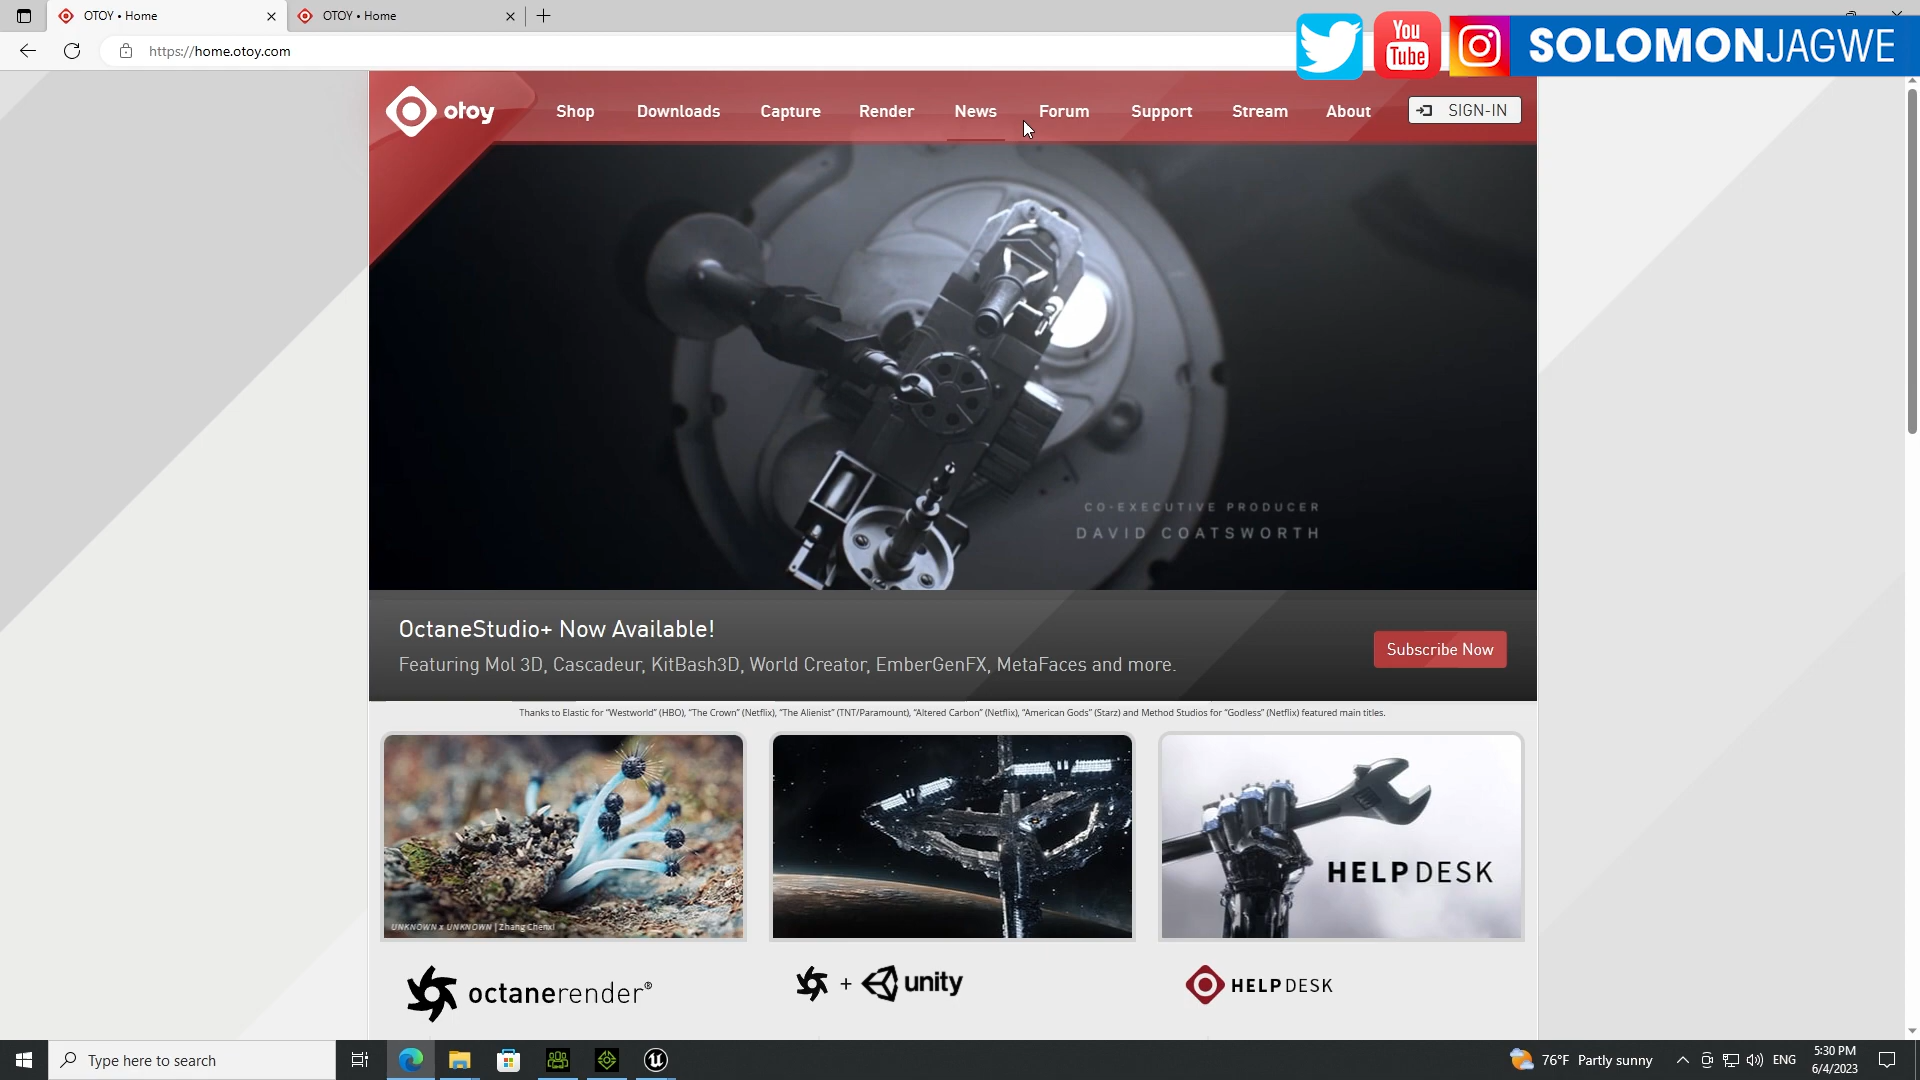 OTOY • Home
OTOY • Home
https://home.otoy.com
You
Tube
SOLOMONJAGWE
otoy
Shop
Downloads
Capture
Render
News
Forum
Support
Stream
About
SIGN-IN
CO-EXECUTIVE PRODUCER
DAVID COATSWORTH
OctaneStudio+ Now Available!
Featuring Mol 3D, Cascadeur, KitBash3D, World Creator, EmberGenFX, MetaFaces and more.
Subscribe Now
Thanks to Elastic for “Westworld” (HBO), “The Crown” (Netflix), “The Alienist” (TNT/Paramount), “Altered Carbon” (Netflix), “American Gods” (Starz) and Method Studios for “Godless” (Netflix) featured main titles.
UNKNOWN x UNKNOWN | Zhang Chenxi
HELPDESK
octanerender®
+ unity
HELPDESK
Type here to search
76°F Partly sunny
ENG
5:30 PM
6/4/2023